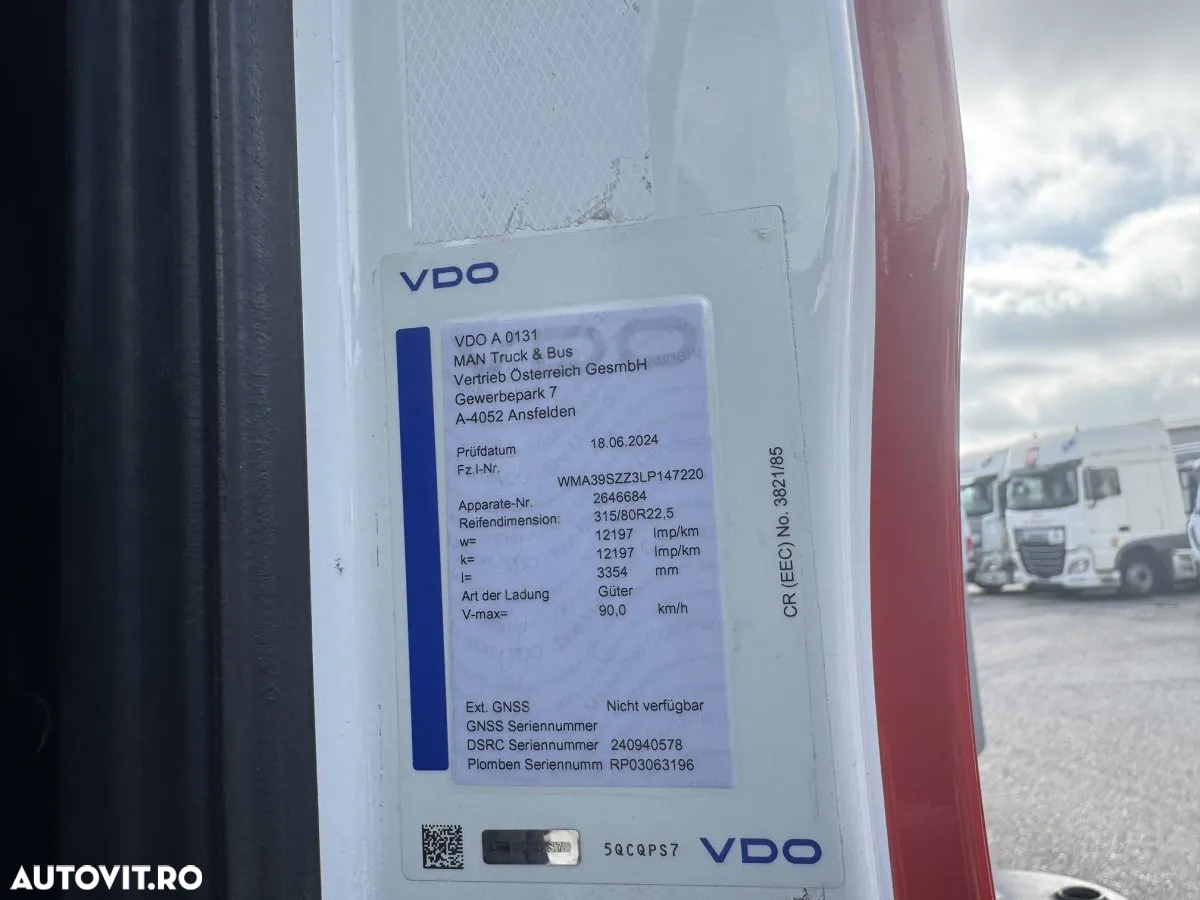 VDO
VDO A 0131
MAN Truck & Bus
Vertrieb Österreich GesmbH
Gewerbepark 7
A-4052 Ansfelden
Prüfdatum 18.06.2024
Fz.I-Nr.
WMA39SZZ3LP147220
Apparate-Nr. 2646684
Reifendimension: 315/80R22,5
w= 12197 Imp/km
k= 12197 Imp/km
l= 3354 mm
Art der Ladung Güter
V-max= 90,0 km/h
Ext. GNSS Nicht verfügbar
GNSS Seriennummer
DSRC Seriennummer 240940578
Plomben Seriennumm RP03063196
CR (EEC) No. 3821/85
5QCQPS7
VDO
AUTOVIT.RO